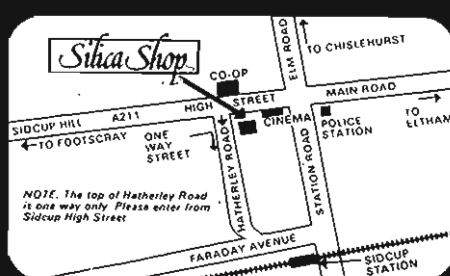 Silica Shop
ELM ROAD
TO CHISLEHURST
CO-OP
HIGH STREET
MAIN ROAD
SIDCUP HILL A211
TO FOOTSCRAY
ONE
WAY
STREET
CINEMA
POLICE
STATION
TO
ELTHAM
HATHERLEY ROAD
STATION ROAD
NOTE. The top of Hatherley Road
is one way only. Please enter from
Sidcup High Street
FARADAY AVENUE
SIDCUP
STATION